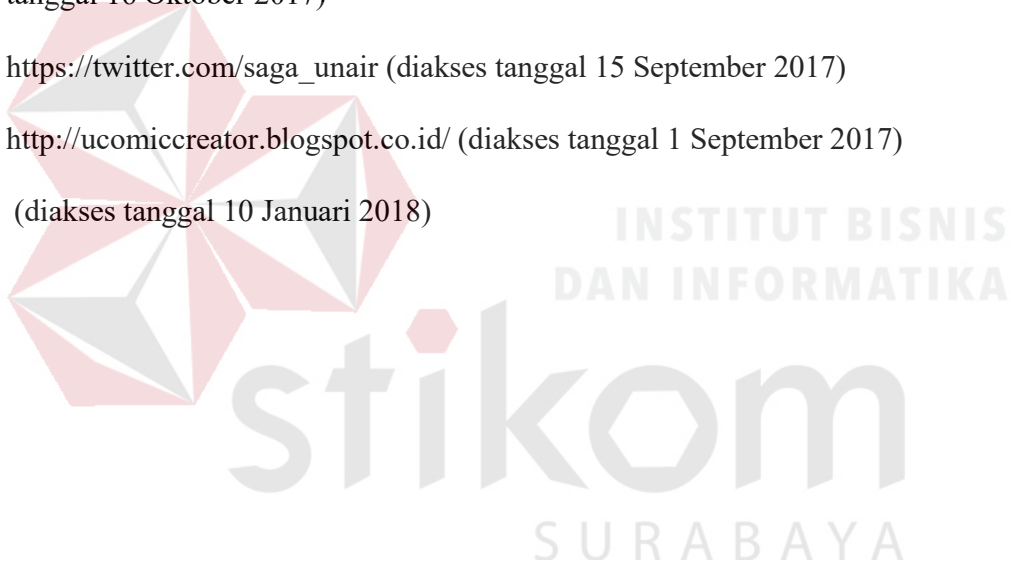 tanggal Oktober 2017)
https://twitter.com/saga_unair (diakses tanggal 15 September 2017)
http://ucomiccreator.blogspot.co.id/ (diakses tanggal 1 September 2017)
(diakses tanggal 10 Januari 2018)
INSTITUT BISNIS
DAN INFORMATIKA
stikom
SURABAYA